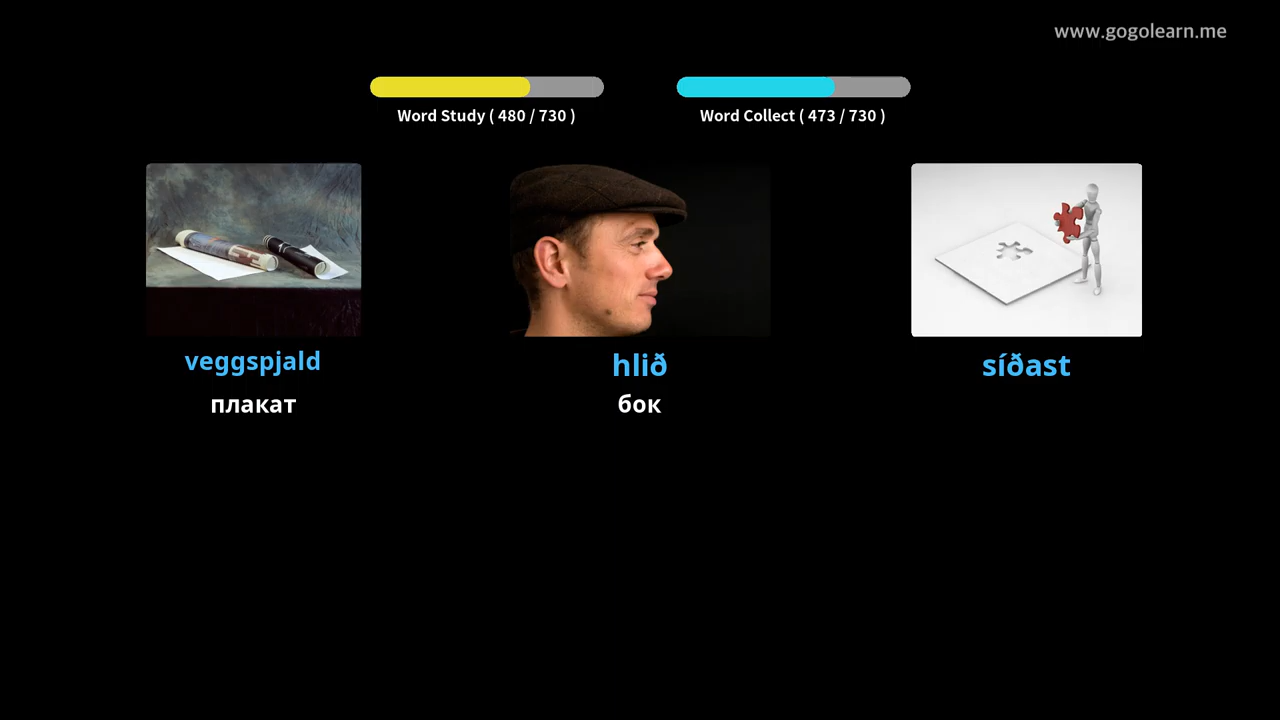 www.gogolearn.me
Word Study ( 480 / 730 )
Word Collect ( 473 / 730 )
veggspjald
hlið
síðast
плакат
бок